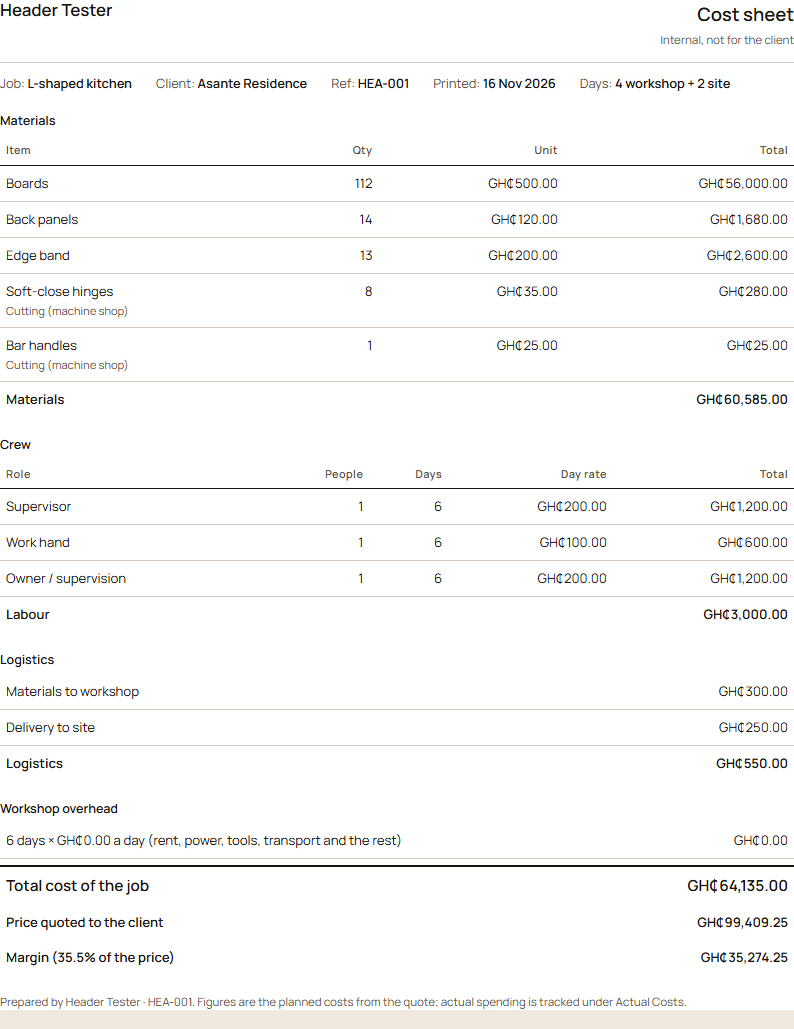 Header Tester
Cost sheet
Internal, not for the client
Job: L-shaped kitchen Client: Asante Residence Ref: HEA-001 Printed: 16 Nov 2026 Days: 4 workshop + 2 site
Materials
Item Qty Unit Total
Boards 112 GH₵500.00 GH₵56,000.00
Back panels 14 GH₵120.00 GH₵1,680.00
Edge band 13 GH₵200.00 GH₵2,600.00
Soft-close hinges 8 GH₵35.00 GH₵280.00
Cutting (machine shop)
Bar handles 1 GH₵25.00 GH₵25.00
Cutting (machine shop)
Materials GH₵60,585.00
Crew
Role People Days Day rate Total
Supervisor 1 6 GH₵200.00 GH₵1,200.00
Work hand 1 6 GH₵100.00 GH₵600.00
Owner / supervision 1 6 GH₵200.00 GH₵1,200.00
Labour GH₵3,000.00
Logistics
Materials to workshop GH₵300.00
Delivery to site GH₵250.00
Logistics GH₵550.00
Workshop overhead
6 days × GH₵0.00 a day (rent, power, tools, transport and the rest) GH₵0.00
Total cost of the job GH₵64,135.00
Price quoted to the client GH₵99,409.25
Margin (35.5% of the price) GH₵35,274.25
Prepared by Header Tester · HEA-001. Figures are the planned costs from the quote; actual spending is tracked under Actual Costs.